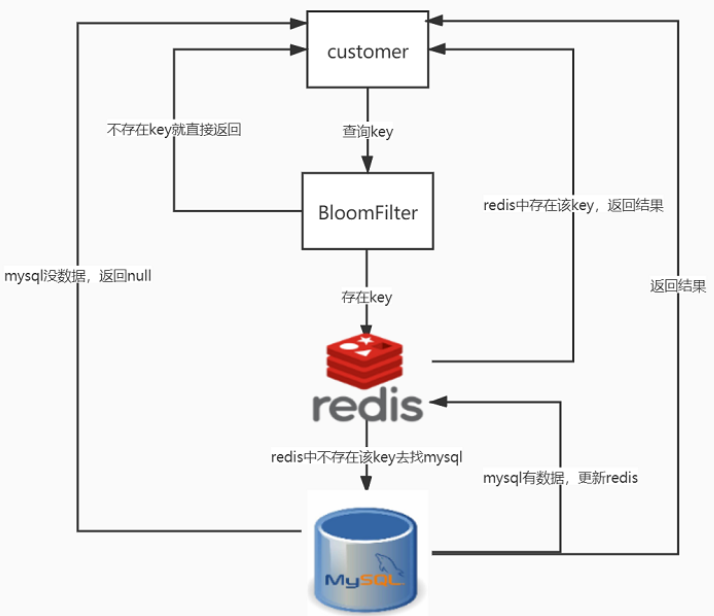 customer
不存在key就直接返回
查询key
BloomFilter
redis中存在该key，返回结果
mysql没数据，返回null
返回结果
存在key
redis
redis中不存在该key去找mysql
mysql有数据，更新redis
MySQL